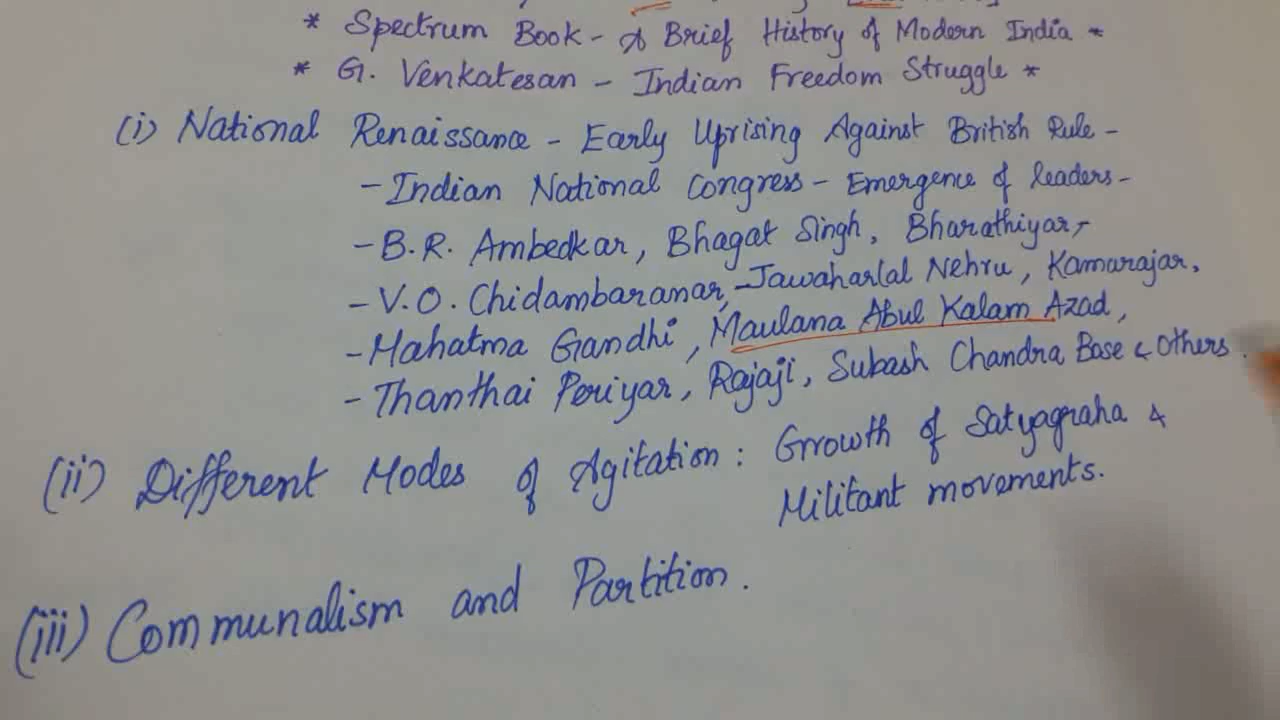 * Spectrum Book - A Brief History of Modern India *
* G. Venkatesan - Indian Freedom Struggle *
(i) National Renaissance - Early Uprising Against British Rule -
- Indian National Congress - Emergence of leaders -
- B.R. Ambedkar, Bhagat Singh, Bharathiyar,
- V.O. Chidambaranar, - Jawaharlal Nehru, Kamarajar,
- Mahatma Gandhi, Maulana Abul Kalam Azad,
- Thanthai Periyar, Rajaji, Subash Chandra Bose & Others.
(ii) Different Modes of Agitation : Growth of Satyagraha &
Militant movements.
(iii) Communalism and Partition.